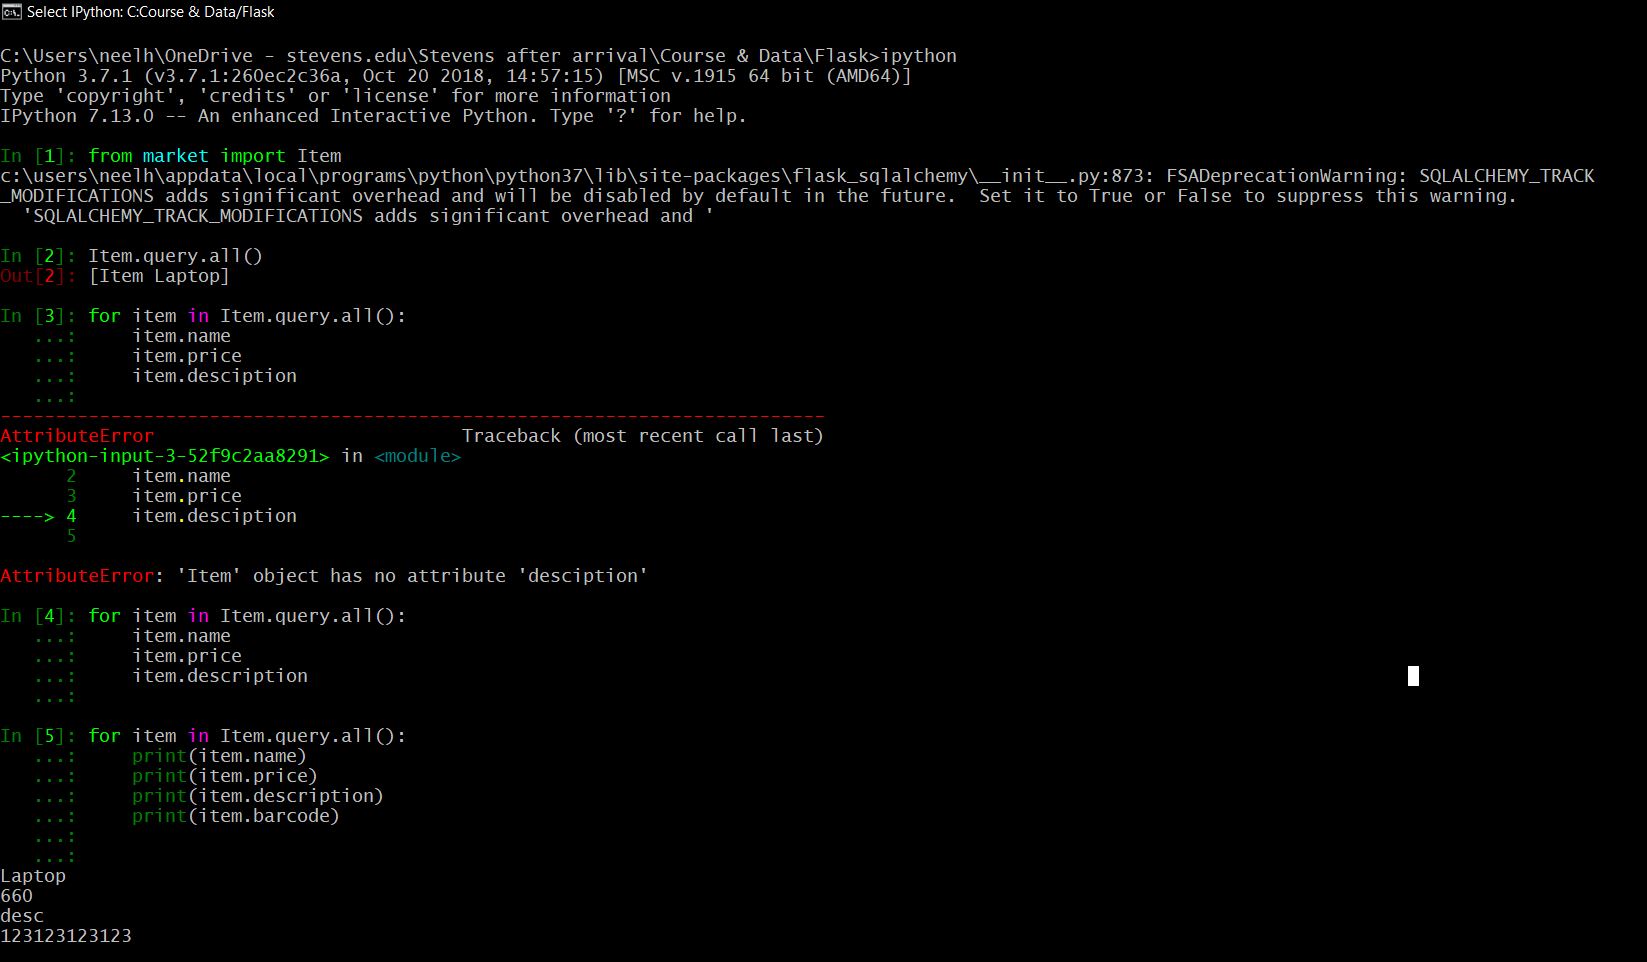 Select IPython: C:Course & Data/Flask
C:\Users\neelh\OneDrive - stevens.edu\Stevens after arrival\Course & Data\Flask>ipython
Python 3.7.1 (v3.7.1:260ec2c36a, Oct 20 2018, 14:57:15) [MSC v.1915 64 bit (AMD64)]
Type 'copyright', 'credits' or 'license' for more information
IPython 7.13.0 -- An enhanced Interactive Python. Type '?' for help.
In [1]: from market import Item
c:\users\neelh\appdata\local\programs\python\python37\lib\site-packages\flask_sqlalchemy\__init__.py:873: FSADeprecationWarning: SQLALCHEMY_TRACK
_MODIFICATIONS adds significant overhead and will be disabled by default in the future.  Set it to True or False to suppress this warning.
  'SQLALCHEMY_TRACK_MODIFICATIONS adds significant overhead and '
In [2]: Item.query.all()
Out[2]: [Item Laptop]
In [3]: for item in Item.query.all():
   ...:     item.name
   ...:     item.price
   ...:     item.desciption
   ...:
---------------------------------------------------------------------------
AttributeError                            Traceback (most recent call last)
<ipython-input-3-52f9c2aa8291> in <module>
      2     item.name
      3     item.price
----> 4     item.desciption
      5
AttributeError: 'Item' object has no attribute 'desciption'
In [4]: for item in Item.query.all():
   ...:     item.name
   ...:     item.price
   ...:     item.description
   ...:
In [5]: for item in Item.query.all():
   ...:     print(item.name)
   ...:     print(item.price)
   ...:     print(item.description)
   ...:     print(item.barcode)
   ...:
   ...:
Laptop
660
desc
123123123123